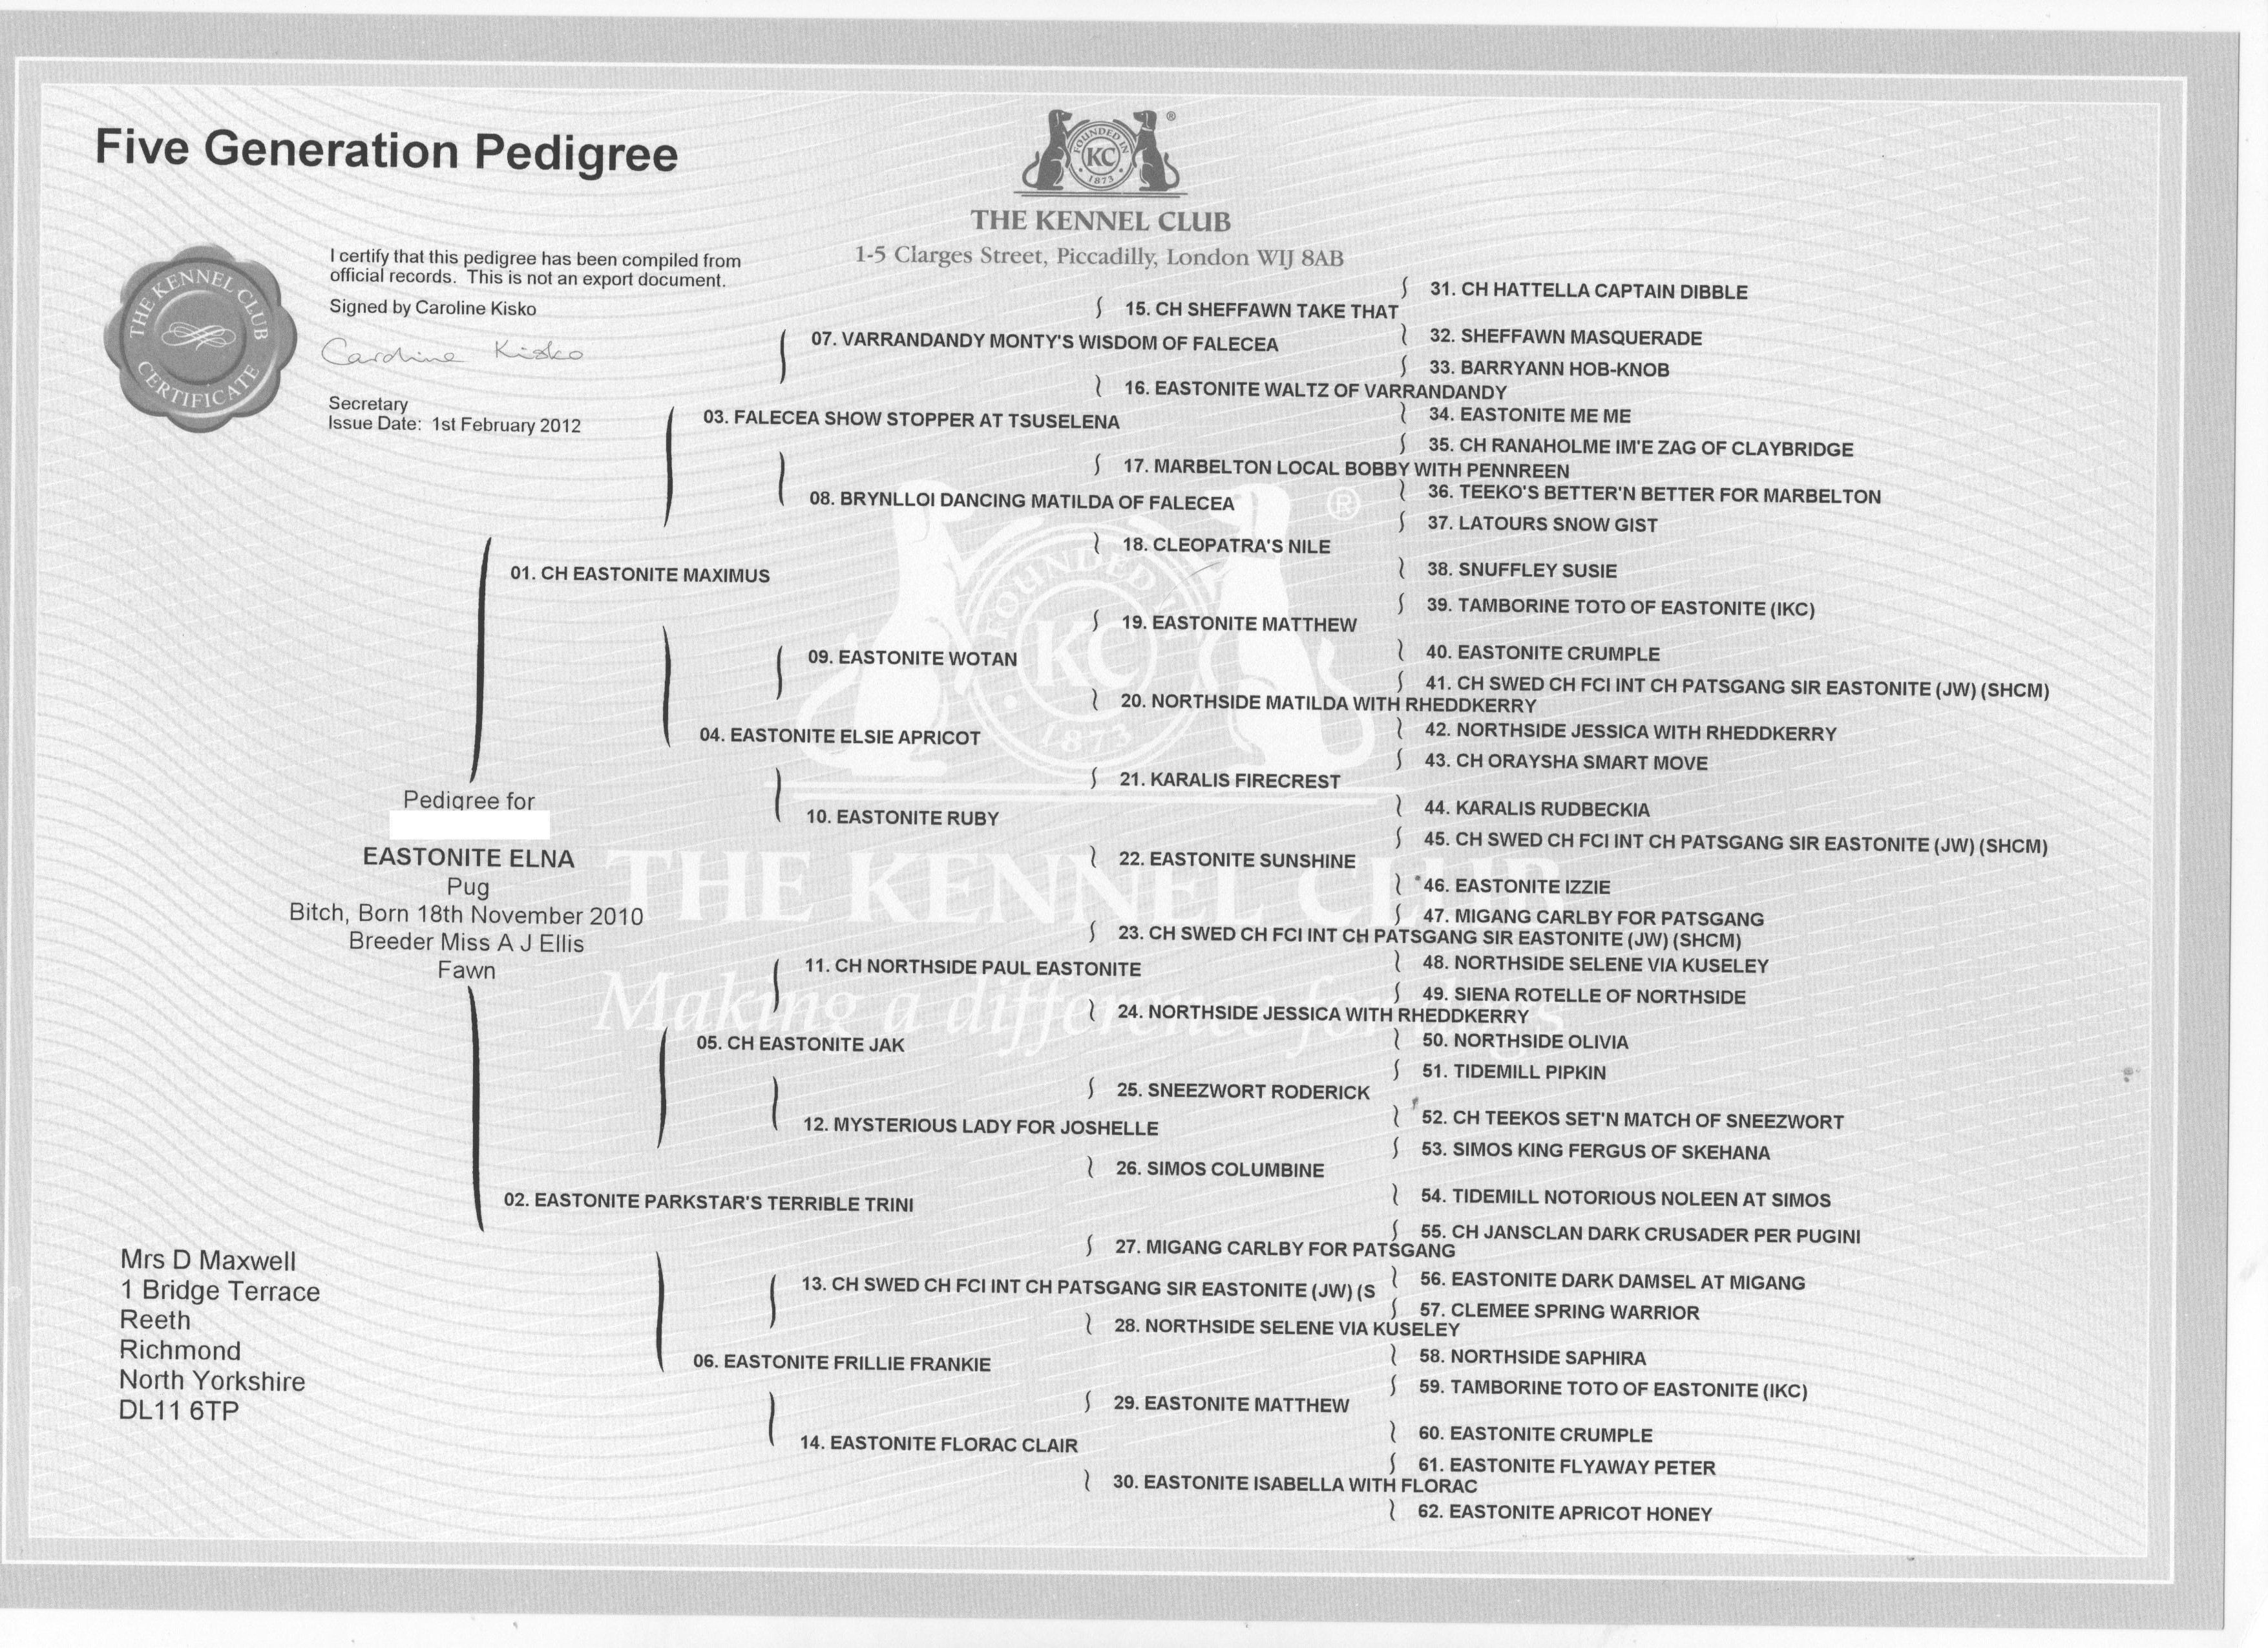 Five Generation Pedigree
FOUNDED IN
KC
1873
®
THE KENNEL CLUB
1-5 Clarges Street, Piccadilly, London W1J 8AB
THE KENNEL CLUB
CERTIFICATE
I certify that this pedigree has been compiled from
official records. This is not an export document.
Signed by Caroline Kisko
Caroline Kisko
Secretary
Issue Date: 1st February 2012
Pedigree for
EASTONITE ELNA
Pug
Bitch, Born 18th November 2010
Breeder Miss A J Ellis
Fawn
Mrs D Maxwell
1 Bridge Terrace
Reeth
Richmond
North Yorkshire
DL11 6TP
01. CH EASTONITE MAXIMUS
02. EASTONITE PARKSTAR'S TERRIBLE TRINI
03. FALECEA SHOW STOPPER AT TSUSELENA
04. EASTONITE ELSIE APRICOT
05. CH EASTONITE JAK
06. EASTONITE FRILLIE FRANKIE
07. VARRANDANDY MONTY'S WISDOM OF FALECEA
08. BRYNLLOI DANCING MATILDA OF FALECEA
09. EASTONITE WOTAN
10. EASTONITE RUBY
11. CH NORTHSIDE PAUL EASTONITE
12. MYSTERIOUS LADY FOR JOSHELLE
13. CH SWED CH FCI INT CH PATSGANG SIR EASTONITE (JW) (S
14. EASTONITE FLORAC CLAIR
15. CH SHEFFAWN TAKE THAT
16. EASTONITE WALTZ OF VARRANDANDY
17. MARBELTON LOCAL BOBBY WITH PENNREEN
18. CLEOPATRA'S NILE
19. EASTONITE MATTHEW
20. NORTHSIDE MATILDA WITH RHEDDKERRY
21. KARALIS FIRECREST
22. EASTONITE SUNSHINE
23. CH SWED CH FCI INT CH PATSGANG SIR EASTONITE (JW) (SHCM)
24. NORTHSIDE JESSICA WITH RHEDDKERRY
25. SNEEZWORT RODERICK
26. SIMOS COLUMBINE
27. MIGANG CARLBY FOR PATSGANG
28. NORTHSIDE SELENE VIA KUSELEY
29. EASTONITE MATTHEW
30. EASTONITE ISABELLA WITH FLORAC
31. CH HATTELLA CAPTAIN DIBBLE
32. SHEFFAWN MASQUERADE
33. BARRYANN HOB-KNOB
34. EASTONITE ME ME
35. CH RANAHOLME IM'E ZAG OF CLAYBRIDGE
36. TEEKO'S BETTER'N BETTER FOR MARBELTON
37. LATOURS SNOW GIST
38. SNUFFLEY SUSIE
39. TAMBORINE TOTO OF EASTONITE (IKC)
40. EASTONITE CRUMPLE
41. CH SWED CH FCI INT CH PATSGANG SIR EASTONITE (JW) (SHCM)
42. NORTHSIDE JESSICA WITH RHEDDKERRY
43. CH ORAYSHA SMART MOVE
44. KARALIS RUDBECKIA
45. CH SWED CH FCI INT CH PATSGANG SIR EASTONITE (JW) (SHCM)
46. EASTONITE IZZIE
47. MIGANG CARLBY FOR PATSGANG
48. NORTHSIDE SELENE VIA KUSELEY
49. SIENA ROTELLE OF NORTHSIDE
50. NORTHSIDE OLIVIA
51. TIDEMILL PIPKIN
52. CH TEEKOS SET'N MATCH OF SNEEZWORT
53. SIMOS KING FERGUS OF SKEHANA
54. TIDEMILL NOTORIOUS NOLEEN AT SIMOS
55. CH JANSCLAN DARK CRUSADER PER PUGINI
56. EASTONITE DARK DAMSEL AT MIGANG
57. CLEMEE SPRING WARRIOR
58. NORTHSIDE SAPHIRA
59. TAMBORINE TOTO OF EASTONITE (IKC)
60. EASTONITE CRUMPLE
61. EASTONITE FLYAWAY PETER
62. EASTONITE APRICOT HONEY
FOUNDED IN
KC
1873
®
THE KENNEL CLUB
Making a difference for dogs